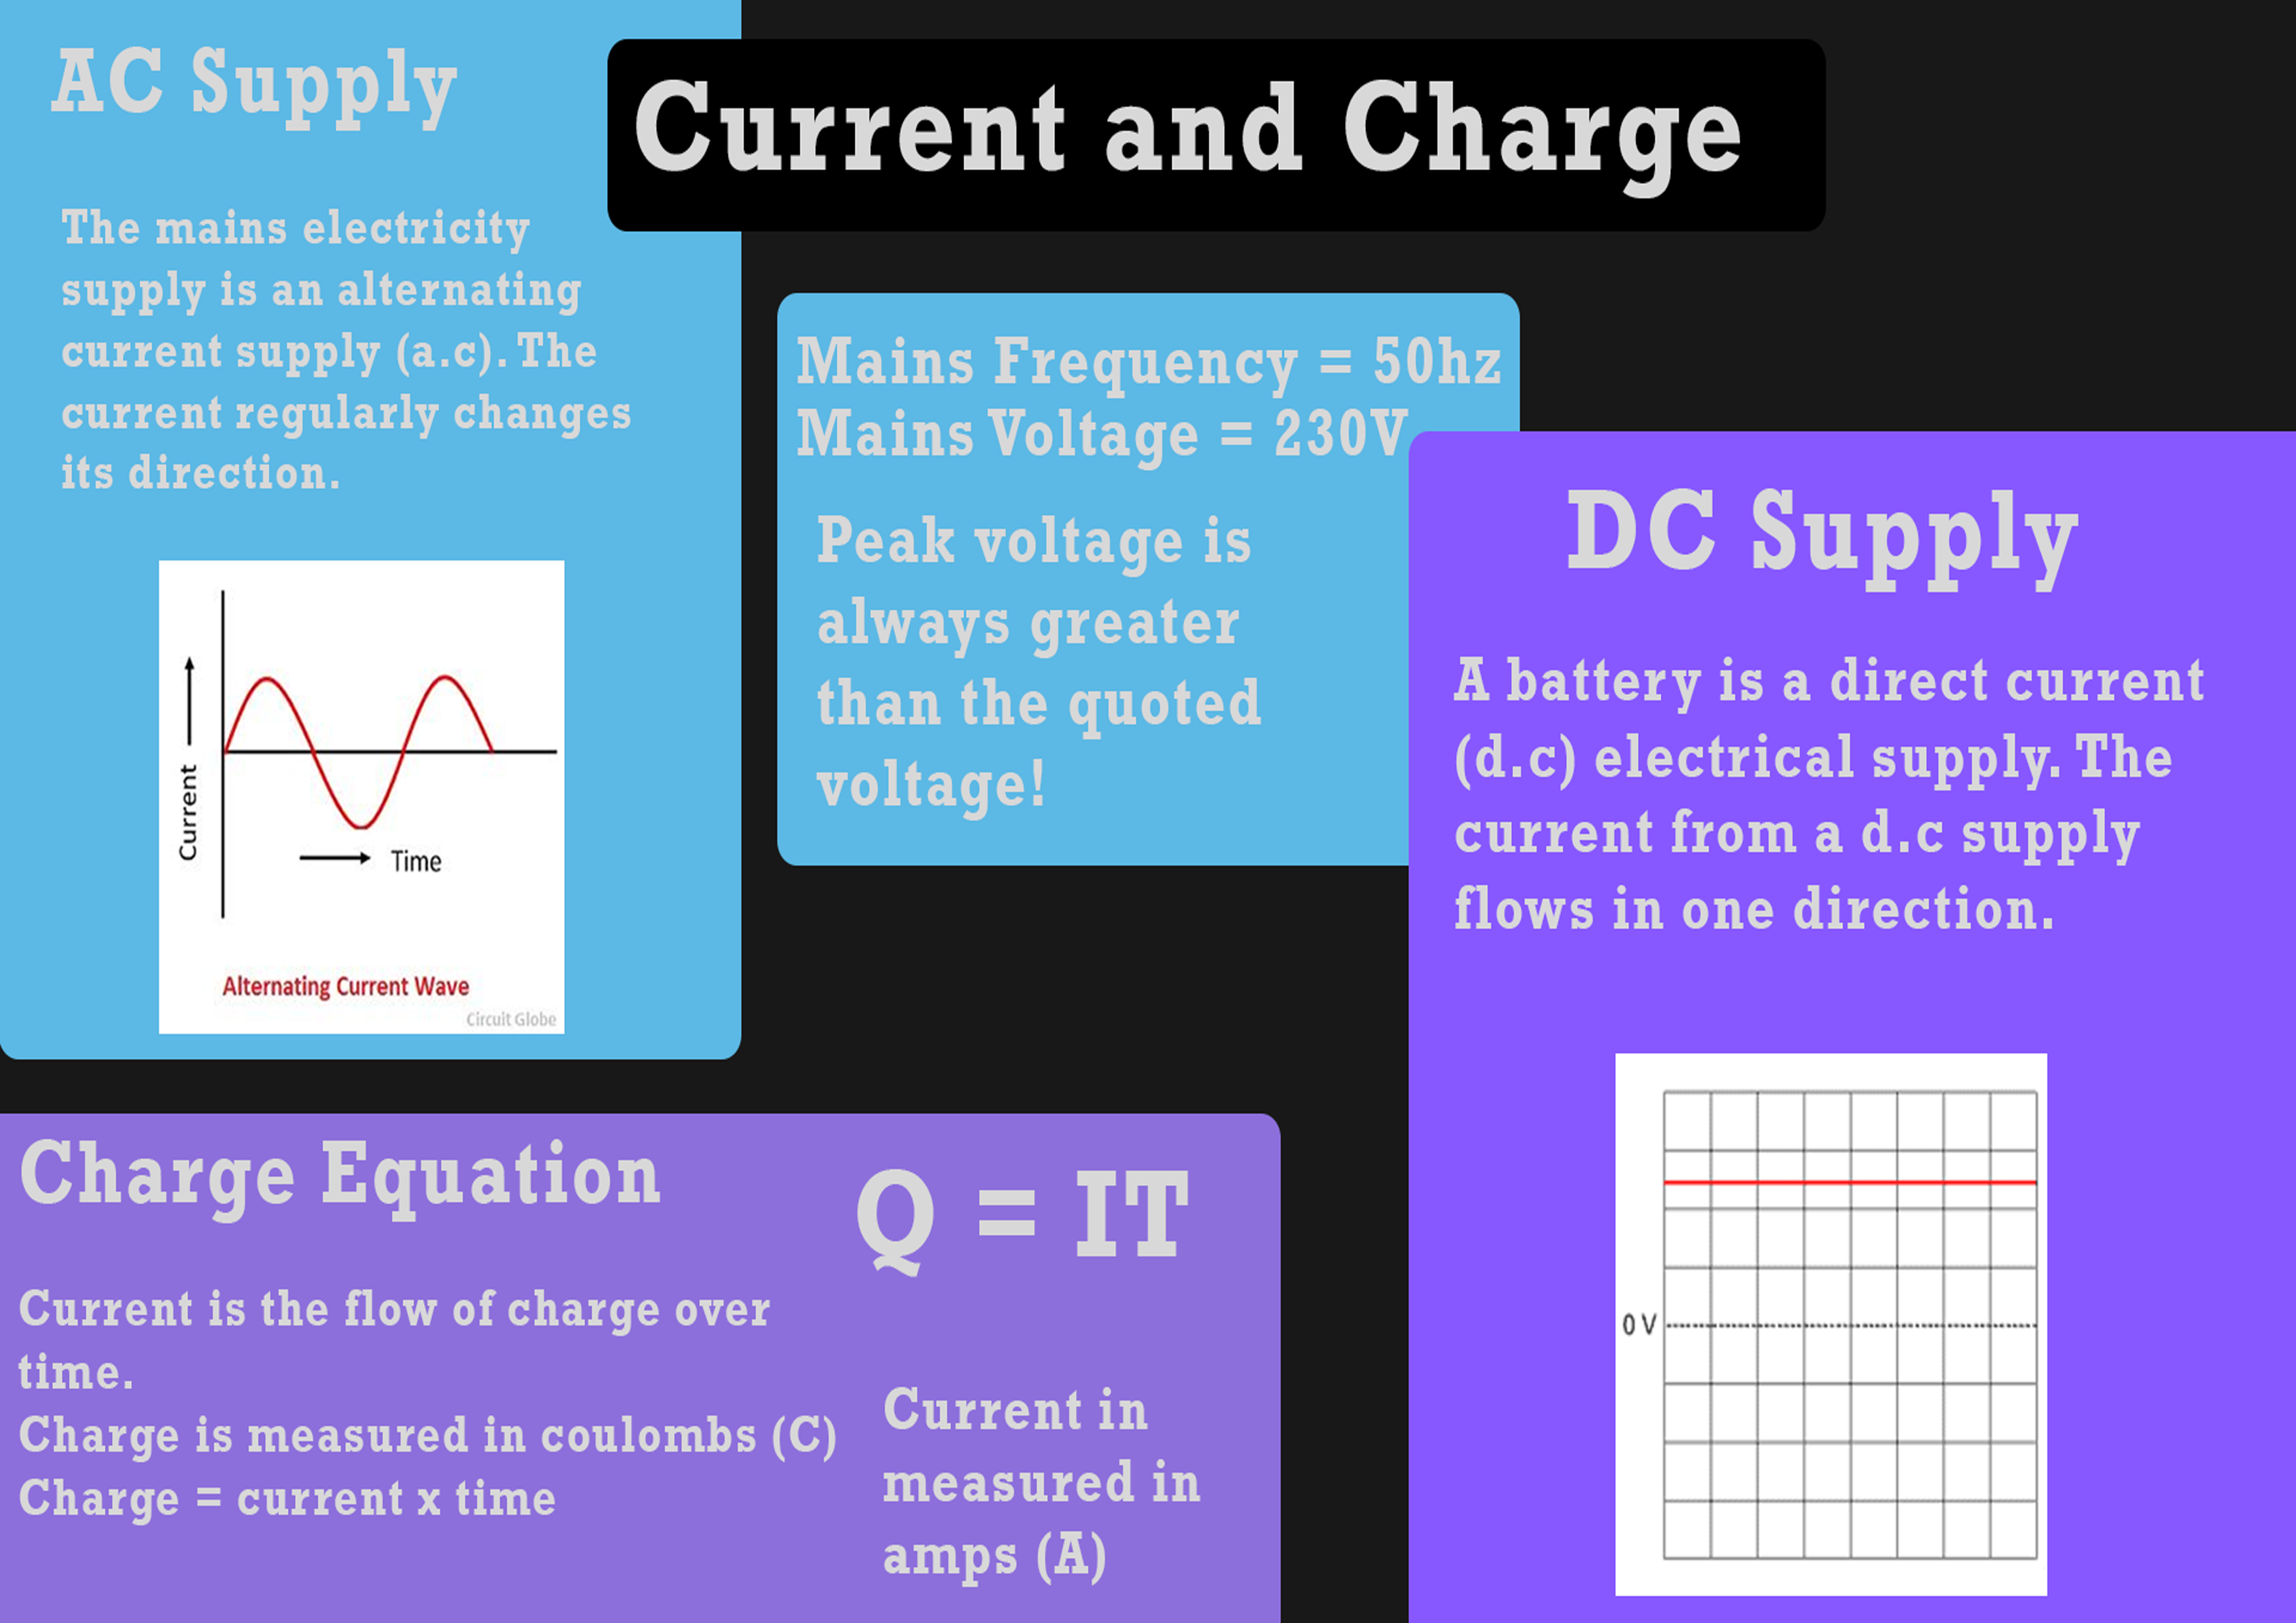 AC Supply
Current and Charge
The mains electricity
supply is an alternating
current supply (a.c). The
current regularly changes
its direction.
Current
Time
Alternating Current Wave
Circuit Globe
Mains Frequency = 50hz
Mains Voltage = 230V
Peak voltage is
always greater
than the quoted
voltage!
DC Supply
A battery is a direct current
(d.c) electrical supply. The
current from a d.c supply
flows in one direction.
0 V
Charge Equation
Q = IT
Current is the flow of charge over
time.
Charge is measured in coulombs (C)
Charge = current x time
Current in
measured in
amps (A)